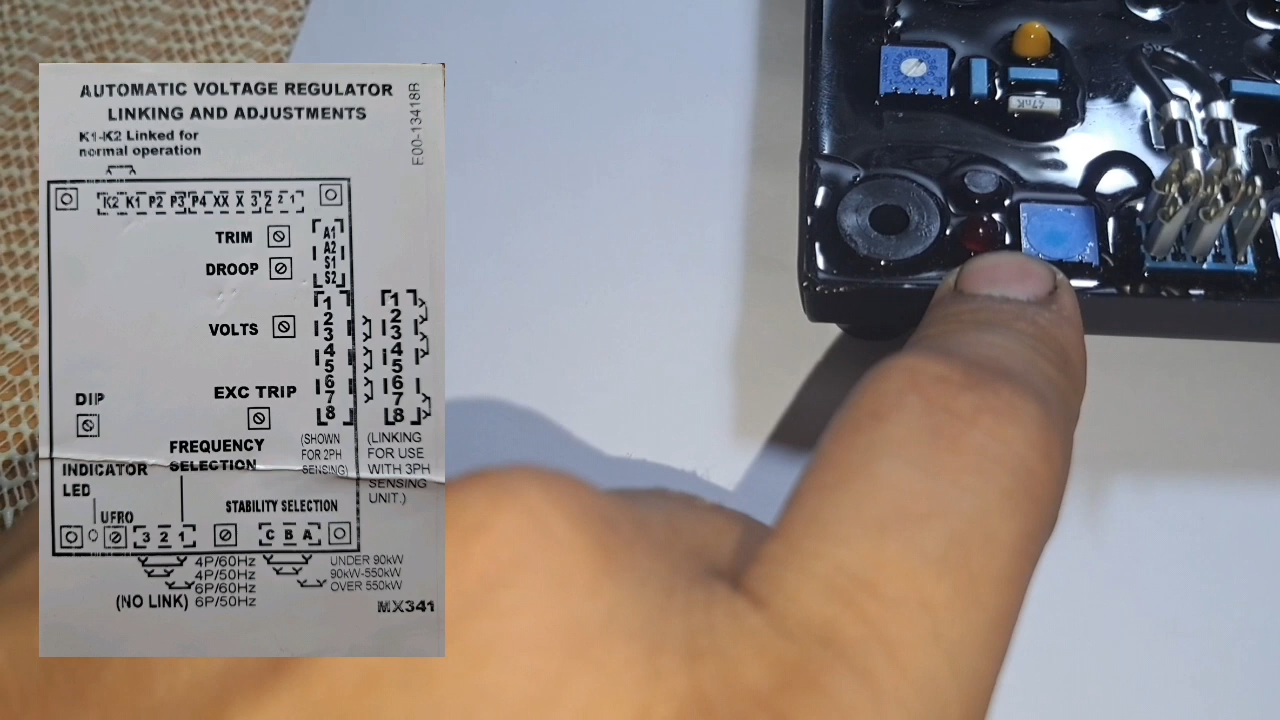 AUTOMATIC VOLTAGE REGULATOR
LINKING AND ADJUSTMENTS
E00-13418R
K1-K2 Linked for
normal operation
K2 K1 P2 P3 P4 XX X 3 2 2 1
TRIM
A1
A2
DROOP
S1
S2
1 1
2 2
VOLTS
3 3
4 4
5 5
6 6
EXC TRIP
7 7
DIP
8 8
(SHOWN
FOR 2PH
SENSING)
(LINKING
FOR USE
WITH 3PH
SENSING
UNIT.)
FREQUENCY
SELECTION
INDICATOR
LED
STABILITY SELECTION
UFRO
3 2 1
C B A
4P/60Hz UNDER 90kW
4P/50Hz 90kW-550kW
6P/60Hz OVER 550kW
(NO LINK) 6P/50Hz
MX341
47nK